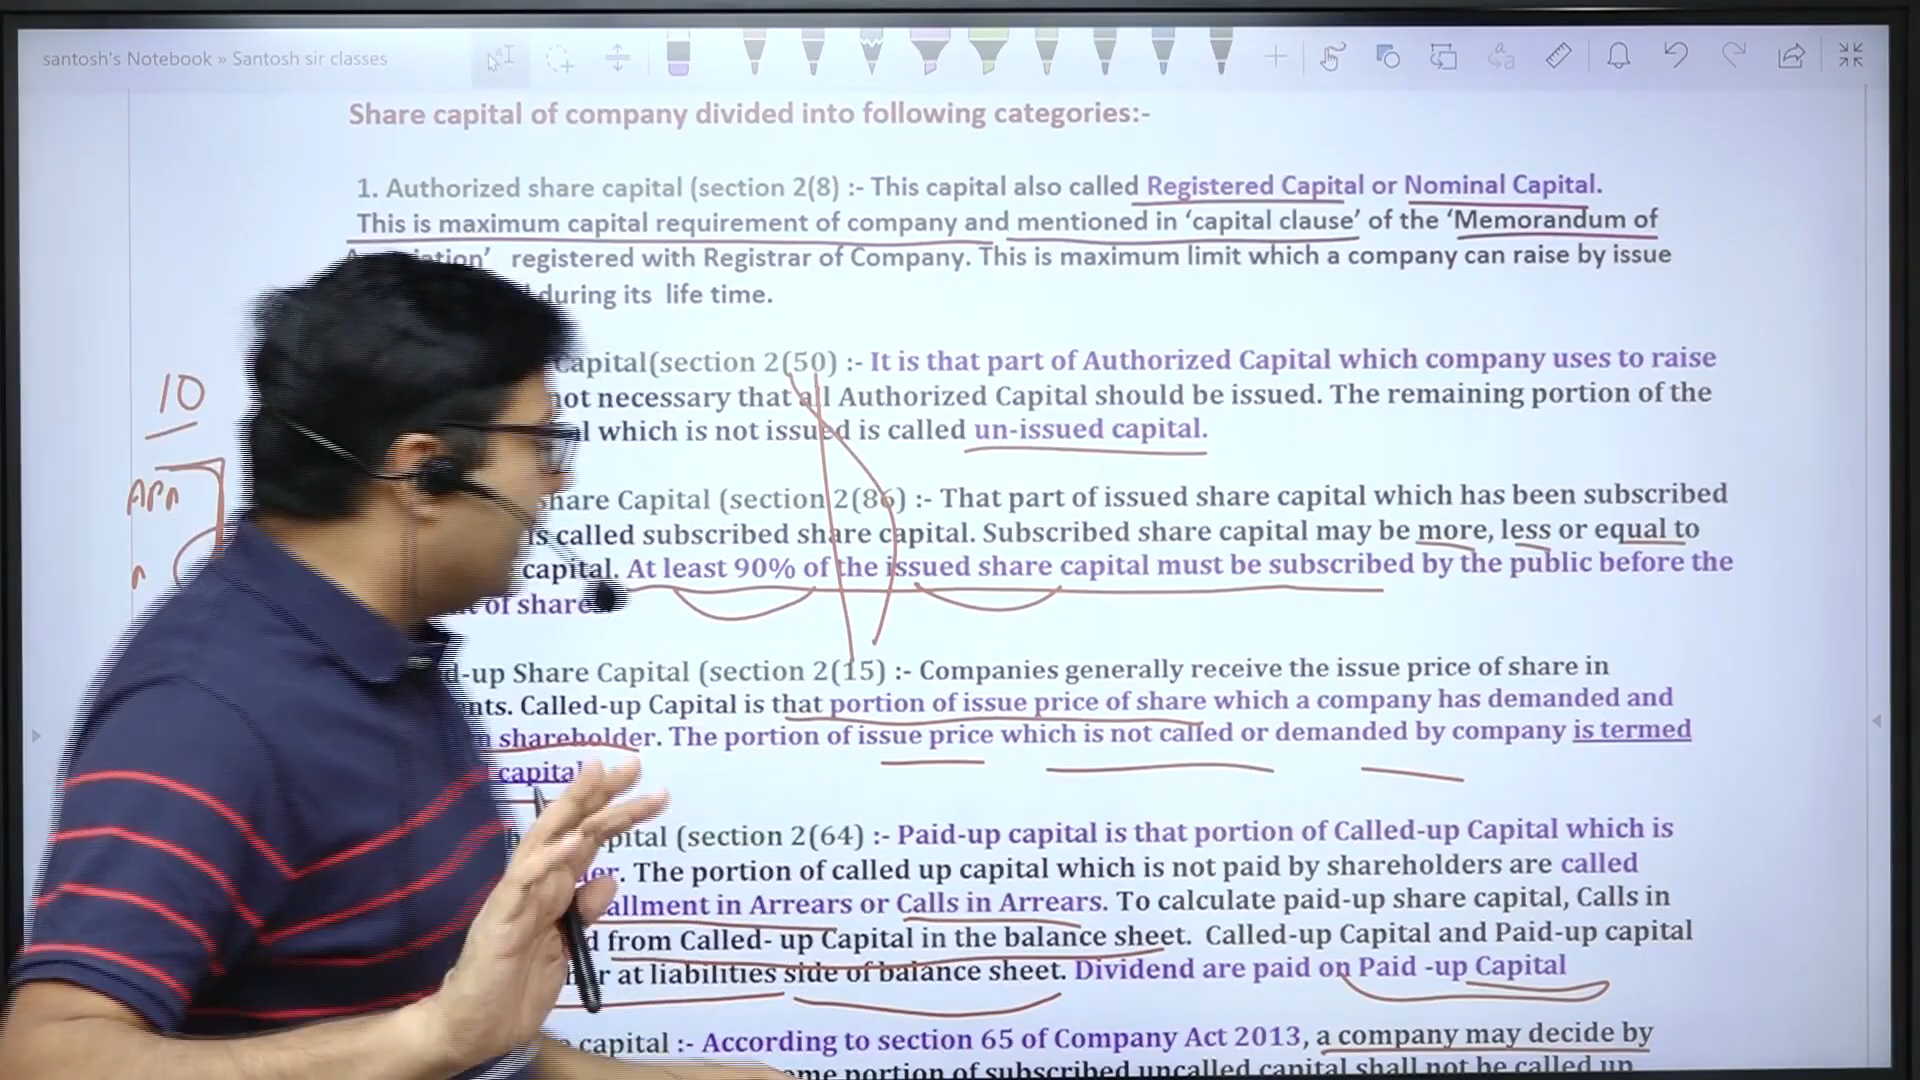 santosh's Notebook » Santosh sir classes
Share capital of company divided into following categories:-
1. Authorized share capital (section 2(8) :- This capital also called Registered Capital or Nominal Capital.
This is maximum capital requirement of company and mentioned in ‘capital clause’ of the ‘Memorandum of
registered with Registrar of Company. This is maximum limit which a company can raise by issue
during its life time.
Capital(section 2(50) :- It is that part of Authorized Capital which company uses to raise
not necessary that all Authorized Capital should be issued. The remaining portion of the
which is not issued is called un-issued capital.
10
Share Capital (section 2(86) :- That part of issued share capital which has been subscribed
is called subscribed share capital. Subscribed share capital may be more, less or equal to
capital. At least 90% of the issued share capital must be subscribed by the public before the
of share
d-up Share Capital (section 2(15) :- Companies generally receive the issue price of share in
nts. Called-up Capital is that portion of issue price of share which a company has demanded and
shareholder. The portion of issue price which is not called or demanded by company is termed
capital
pital (section 2(64) :- Paid-up capital is that portion of Called-up Capital which is
er. The portion of called up capital which is not paid by shareholders are called
allment in Arrears or Calls in Arrears. To calculate paid-up share capital, Calls in
d from Called- up Capital in the balance sheet. Called-up Capital and Paid-up capital
r at liabilities side of balance sheet. Dividend are paid on Paid -up Capital
capital :- According to section 65 of Company Act 2013, a company may decide by
me portion of subscribed uncalled capital shall not be called un